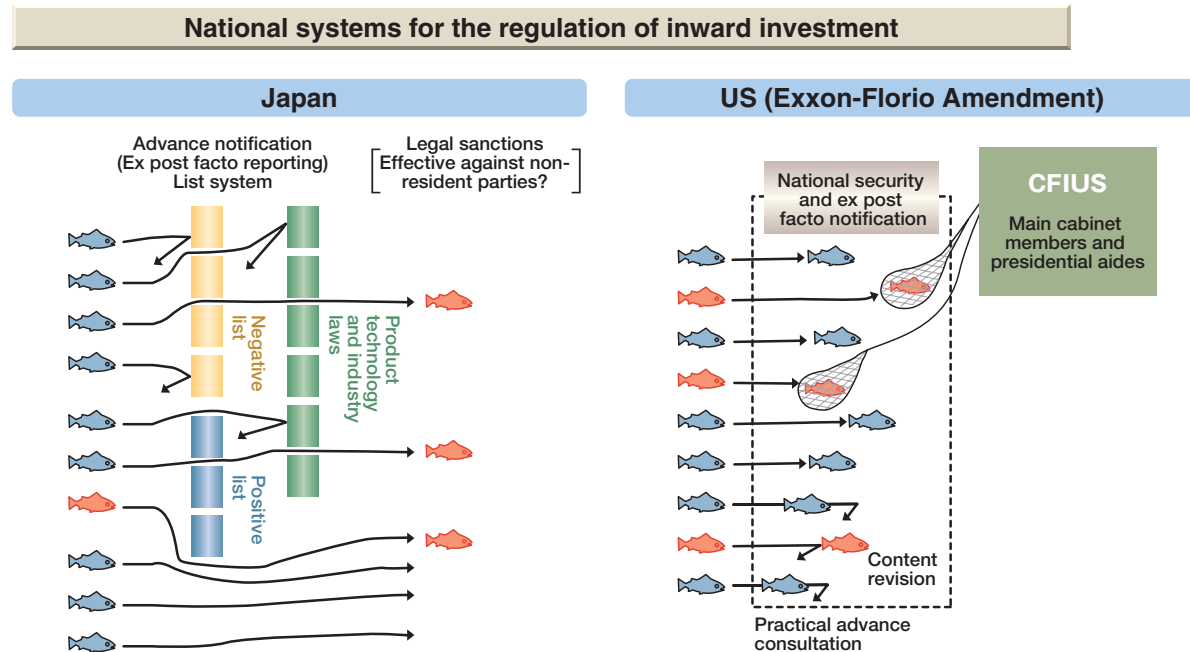 National systems for the regulation of inward investment
Japan
Advance notification
(Ex post facto reporting)
List system
Legal sanctions
Effective against non-
resident parties?
Negative
list
Positive
list
Product
technology
and industry
laws
US (Exxon-Florio Amendment)
National security
and ex post
facto notification
CFIUS
Main cabinet
members and
presidential aides
Content
revision
Practical advance
consultation